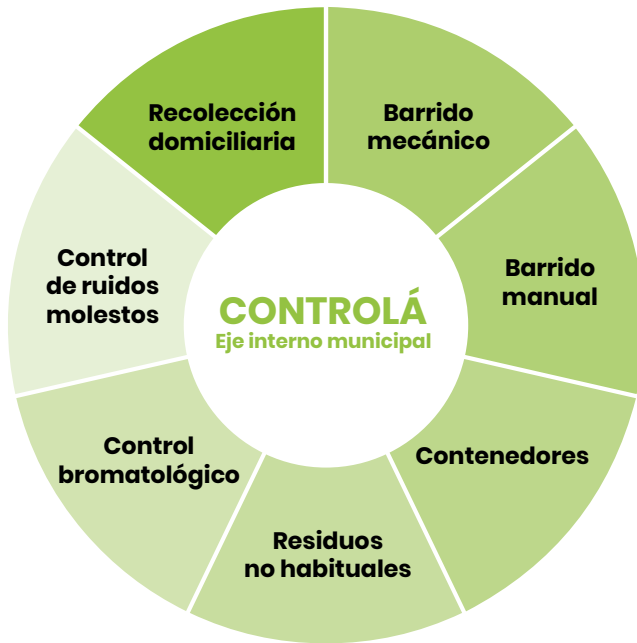 Recolección
domiciliaria
Barrido
mecánico
Barrido
manual
Contenedores
Residuos
no habituales
Control
bromatológico
Control
de ruidos
molestos
CONTROLÁ
Eje interno municipal